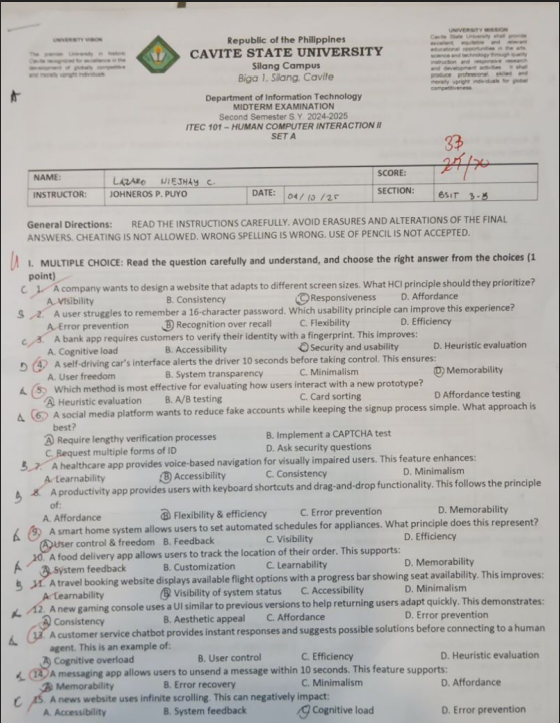 UNIVERSITY VISION
The premier University in historic
Cavite recognized for excellence in the
development of globally competitive
and morally upright individuals.
Republic of the Philippines
CAVITE STATE UNIVERSITY
Silang Campus
Biga 1, Silang, Cavite
UNIVERSITY MISSION
Cavite State University shall provide
excellent, equitable and relevant
educational opportunities in the arts,
science and technology through quality
instruction and responsive research
and development activities. It shall
produce professional, skilled and
morally upright individuals for global
competitiveness.
Department of Information Technology
MIDTERM EXAMINATION
Second Semester S.Y. 2024-2025
ITEC 101 – HUMAN COMPUTER INTERACTION II
SET A
33
27/70
NAME: LAZARO C. SCORE:
INSTRUCTOR: JOHNEROS P. PUYO DATE: 04/10/25 SECTION: BSIT 3-B
General Directions: READ THE INSTRUCTIONS CAREFULLY. AVOID ERASURES AND ALTERATIONS OF THE FINAL
ANSWERS. CHEATING IS NOT ALLOWED. WRONG SPELLING IS WRONG. USE OF PENCIL IS NOT ACCEPTED.
I. MULTIPLE CHOICE: Read the question carefully and understand, and choose the right answer from the choices (1
point)
C 1. A company wants to design a website that adapts to different screen sizes. What HCI principle should they prioritize?
A. Visibility B. Consistency C Responsiveness D. Affordance
B 2. A user struggles to remember a 16-character password. Which usability principle can improve this experience?
A. Error prevention B Recognition over recall C. Flexibility D. Efficiency
C 3. A bank app requires customers to verify their identity with a fingerprint. This improves:
A. Cognitive load B. Accessibility C Security and usability D. Heuristic evaluation
D 4. A self-driving car's interface alerts the driver 10 seconds before taking control. This ensures:
A. User freedom B. System transparency C. Minimalism D Memorability
A 5. Which method is most effective for evaluating how users interact with a new prototype?
A Heuristic evaluation B. A/B testing C. Card sorting D Affordance testing
A 6. A social media platform wants to reduce fake accounts while keeping the signup process simple. What approach is
best?
A Require lengthy verification processes B. Implement a CAPTCHA test
C. Request multiple forms of ID D. Ask security questions
B 7. A healthcare app provides voice-based navigation for visually impaired users. This feature enhances:
A. Learnability B Accessibility C. Consistency D. Minimalism
B 8. A productivity app provides users with keyboard shortcuts and drag-and-drop functionality. This follows the principle
of:
A. Affordance B Flexibility & efficiency C. Error prevention D. Memorability
A 9. A smart home system allows users to set automated schedules for appliances. What principle does this represent?
A User control & freedom B. Feedback C. Visibility D. Efficiency
A 10. A food delivery app allows users to track the location of their order. This supports:
A System feedback B. Customization C. Learnability D. Memorability
B 11. A travel booking website displays available flight options with a progress bar showing seat availability. This improves:
A. Learnability B Visibility of system status C. Accessibility D. Minimalism
A 12. A new gaming console uses a UI similar to previous versions to help returning users adapt quickly. This demonstrates:
A Consistency B. Aesthetic appeal C. Affordance D. Error prevention
A 13. A customer service chatbot provides instant responses and suggests possible solutions before connecting to a human
agent. This is an example of:
A Cognitive overload B. User control C. Efficiency D. Heuristic evaluation
A 14. A messaging app allows users to unsend a message within 10 seconds. This feature supports:
A Memorability B. Error recovery C. Minimalism D. Affordance
C 15. A news website uses infinite scrolling. This can negatively impact:
A. Accessibility B. System feedback C Cognitive load D. Error prevention